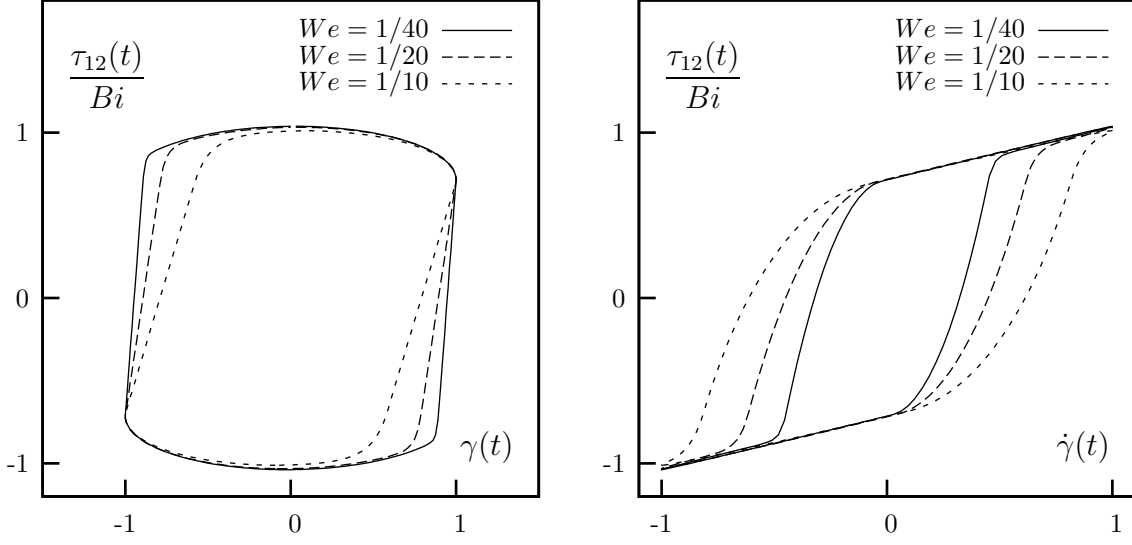 We = 1/40
We = 1/20
We = 1/10
τ₁₂(t)
Bi
1
0
-1
γ(t)
-1
0
1
We = 1/40
We = 1/20
We = 1/10
τ₁₂(t)
Bi
1
0
-1
γ̇(t)
-1
0
1